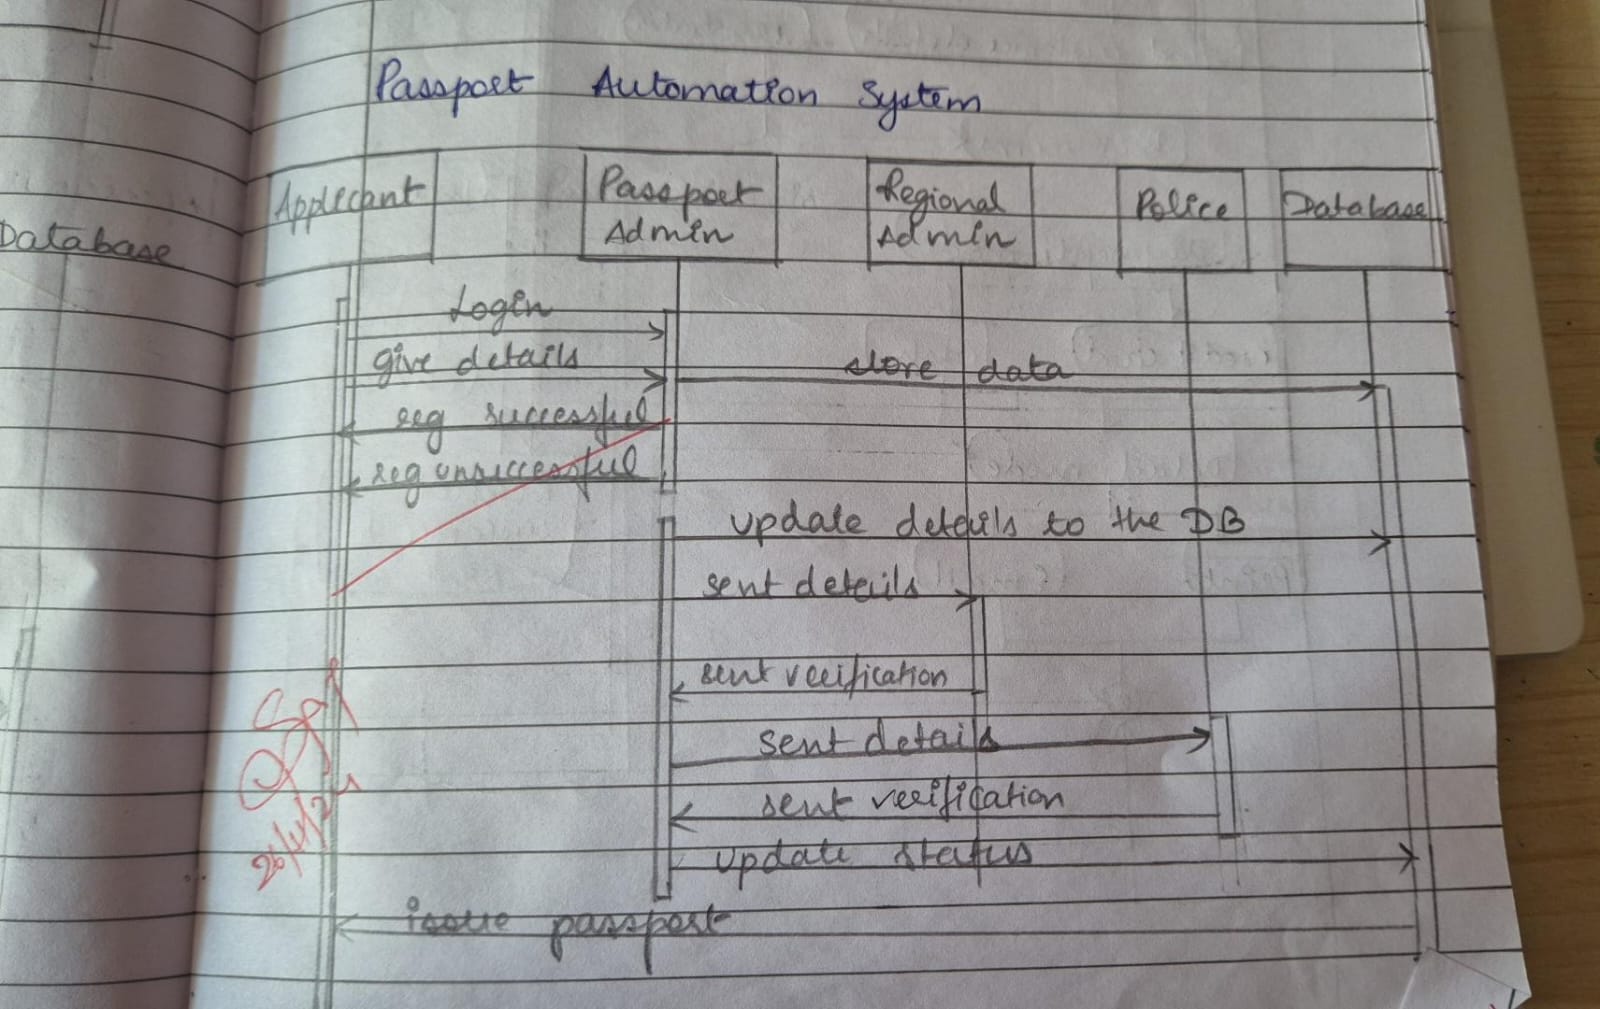 Passport Automation System
Applicant
Passport Admin
Regional Admin
Police
Database
Database
Login
give details
store data
reg successful
reg unsuccessful
update details to the DB
sent details
sent verification
sent details
sent verification
update status
issue passport
26/4/24